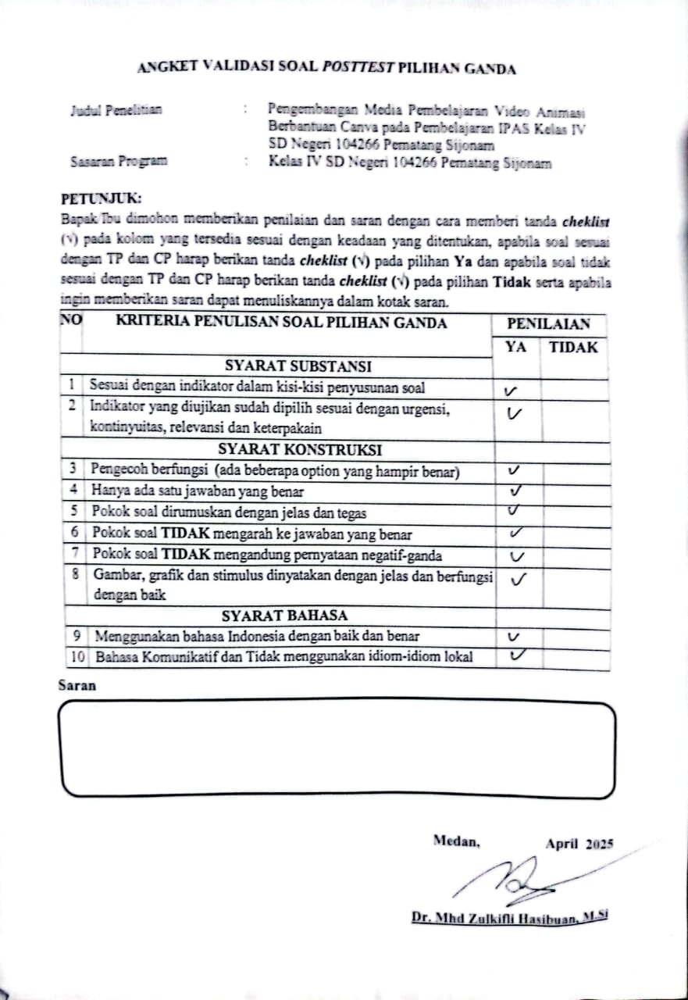 ANGKET VALIDASI SOAL POSTTEST PILIHAN GANDA
Judul Penelitian : Pengembangan Media Pembelajaran Video Animasi
Berbantuan Canva pada Pembelajaran IPAS Kelas IV
SD Negeri 104266 Pematang Sijonam
Sasaran Program : Kelas IV SD Negeri 104266 Pematang Sijonam
PETUNJUK:
Bapak/Ibu dimohon memberikan penilaian dan saran dengan cara memberi tanda cheklist
(√) pada kolom yang tersedia sesuai dengan keadaan yang ditentukan, apabila soal sesuai
dengan TP dan CP harap berikan tanda cheklist (√) pada pilihan Ya dan apabila soal tidak
sesuai dengan TP dan CP harap berikan tanda cheklist (√) pada pilihan Tidak serta apabila
ingin memberikan saran dapat menuliskannya dalam kotak saran.
NO KRITERIA PENULISAN SOAL PILIHAN GANDA PENILAIAN
YA TIDAK
SYARAT SUBSTANSI
1 Sesuai dengan indikator dalam kisi-kisi penyusunan soal ✓
2 Indikator yang diujikan sudah dipilih sesuai dengan urgensi, ✓
kontinyuitas, relevansi dan keterpakain
SYARAT KONSTRUKSI
3 Pengecoh berfungsi (ada beberapa option yang hampir benar) ✓
4 Hanya ada satu jawaban yang benar ✓
5 Pokok soal dirumuskan dengan jelas dan tegas ✓
6 Pokok soal TIDAK mengarah ke jawaban yang benar ✓
7 Pokok soal TIDAK mengandung pernyataan negatif-ganda ✓
8 Gambar, grafik dan stimulus dinyatakan dengan jelas dan berfungsi ✓
dengan baik
SYARAT BAHASA
9 Menggunakan bahasa Indonesia dengan baik dan benar ✓
10 Bahasa Komunikatif dan Tidak menggunakan idiom-idiom lokal ✓
Saran
Medan, April 2025
Dr. Mhd Zulkifli Hasibuan, M.Si